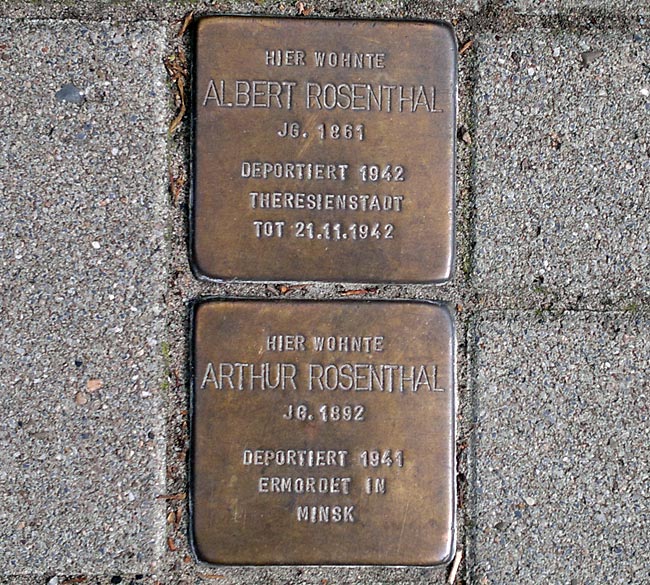 HIER WOHNTE
ALBERT ROSENTHAL
JG. 1861
DEPORTIERT 1942
THERESIENSTADT
TOT 21.11.1942
HIER WOHNTE
ARTHUR ROSENTHAL
JG. 1892
DEPORTIERT 1941
ERMORDET IN
MINSK